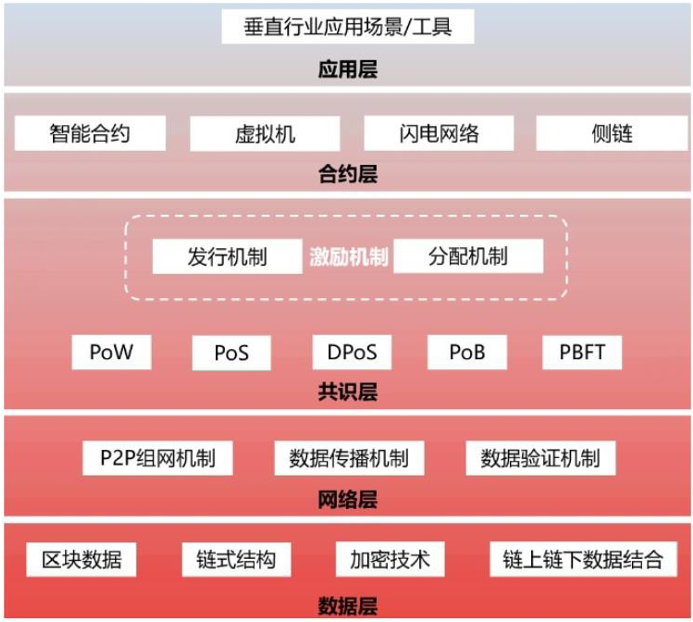 垂直行业应用场景/工具
应用层
智能合约 虚拟机 闪电网络 侧链
合约层
发行机制 激励机制 分配机制
PoW PoS DPoS PoB PBFT
共识层
P2P组网机制 数据传播机制 数据验证机制
网络层
区块数据 链式结构 加密技术 链上链下数据结合
数据层